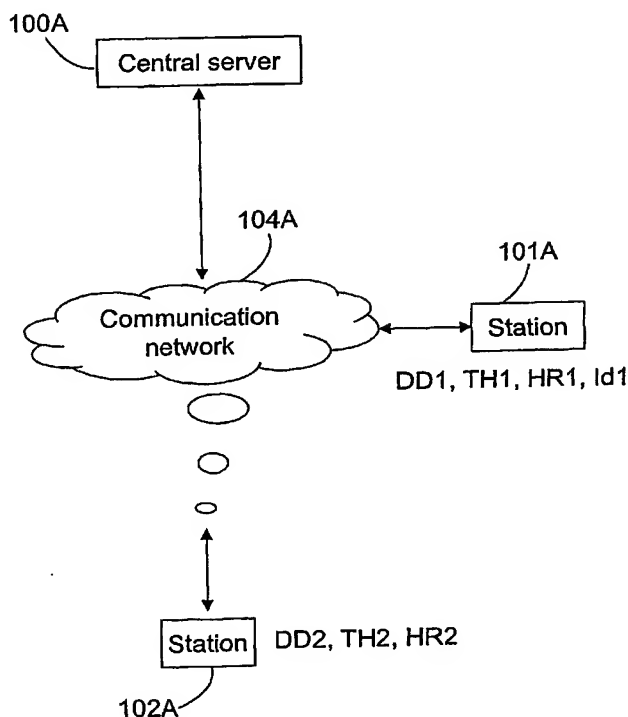 100A
Central server
104A
101A
Communication
network
Station
DD1, TH1, HR1, Id1
Station
DD2, TH2, HR2
102A